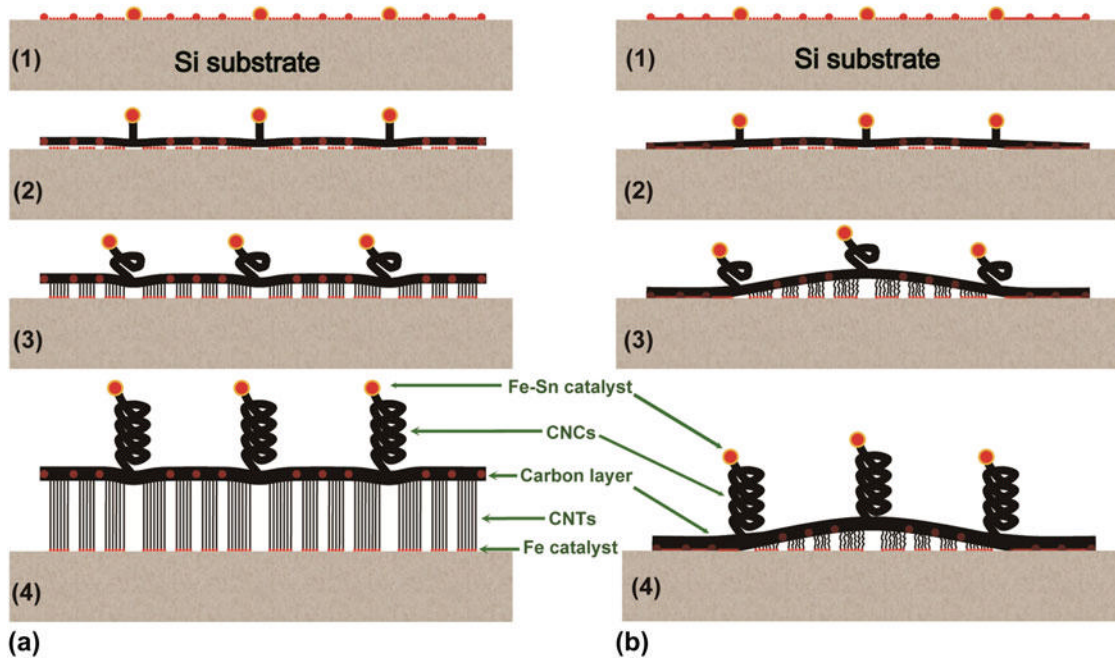 (1)
Si substrate
(2)
(3)
(4)
(a)
Fe-Sn catalyst
CNCs
Carbon layer
CNTs
Fe catalyst
(1)
Si substrate
(2)
(3)
(4)
(b)